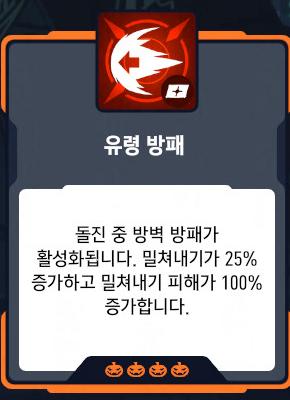 유령 방패
돌진 중 방벽 방패가
활성화됩니다. 밀쳐내기가 25%
증가하고 밀쳐내기 피해가 100%
증가합니다.